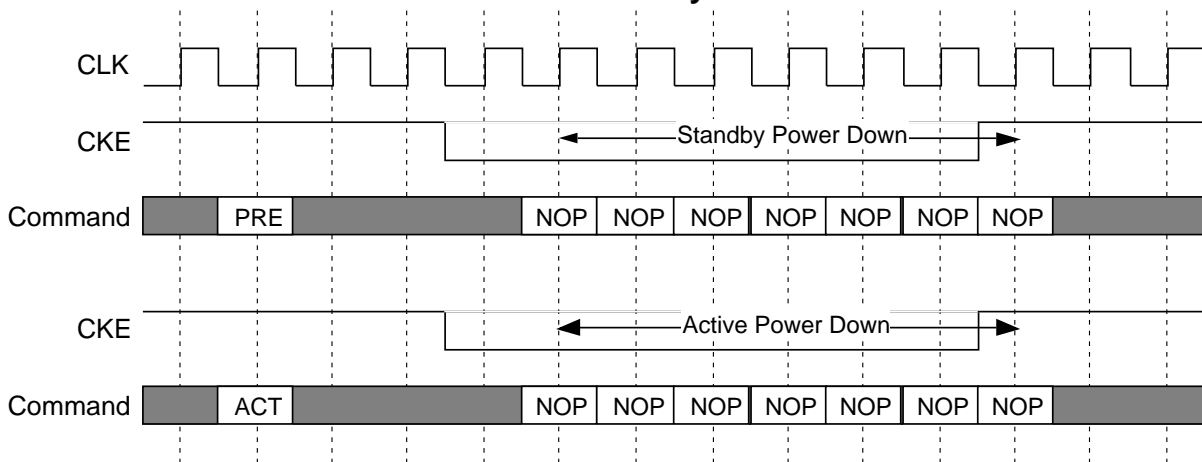 CLK
CKE
Standby Power Down
Command PRE NOP NOP NOP NOP NOP NOP NOP
CKE
Active Power Down
Command ACT NOP NOP NOP NOP NOP NOP NOP